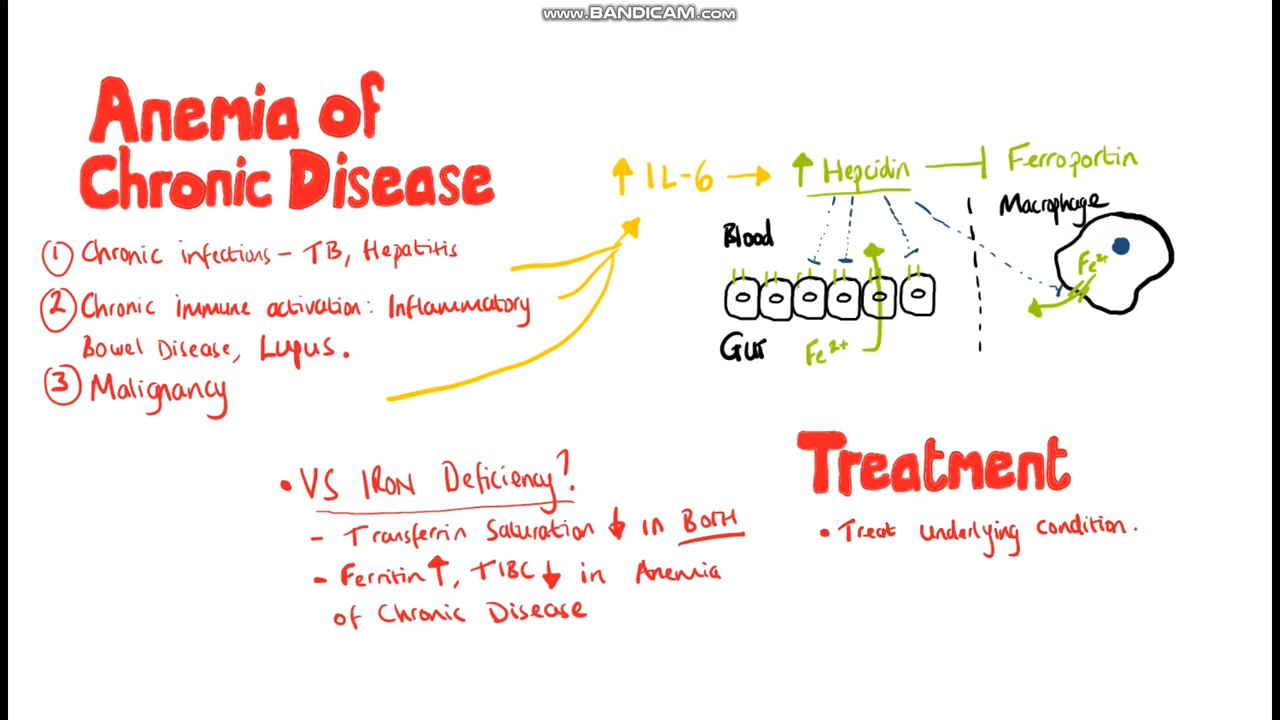 www.BANDICAM.com
Anemia of
Chronic Disease
① Chronic infections - TB, Hepatitis
② Chronic immune activation: Inflammatory
Bowel Disease, Lupus.
③ Malignancy
↑ IL-6 → ↑ Hepcidin ⊣ Ferroportin
Macrophage
Blood
Fe²⁺
Gut
Fe²⁺
• VS IRON Deficiency?
- Transferrin Saturation ↓ in BOTH
- Ferritin ↑, TIBC ↓ in Anemia
of Chronic Disease
Treatment
• Treat underlying condition.